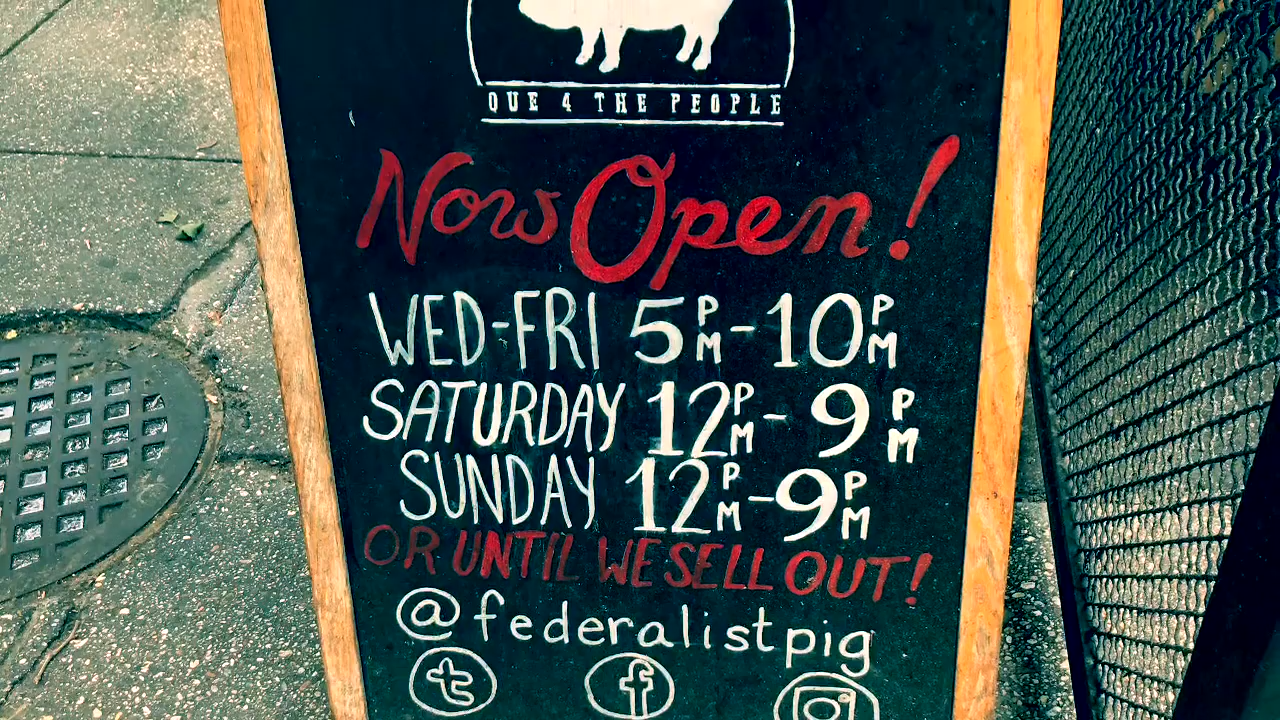 QUE 4 THE PEOPLE
Now Open!
WED-FRI 5PM-10PM
SATURDAY 12PM-9PM
SUNDAY 12PM-9PM
OR UNTIL WE SELL OUT!
@federalistpig